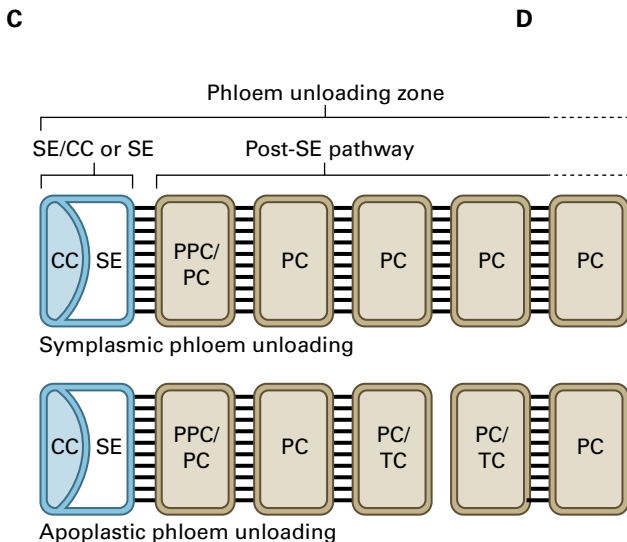 C D
Phloem unloading zone
SE/CC or SE Post-SE pathway
CC SE PPC/ PC PC PC PC PC
Symplasmic phloem unloading
CC SE PPC/ PC PC PC/ TC PC/ TC PC
Apoplastic phloem unloading